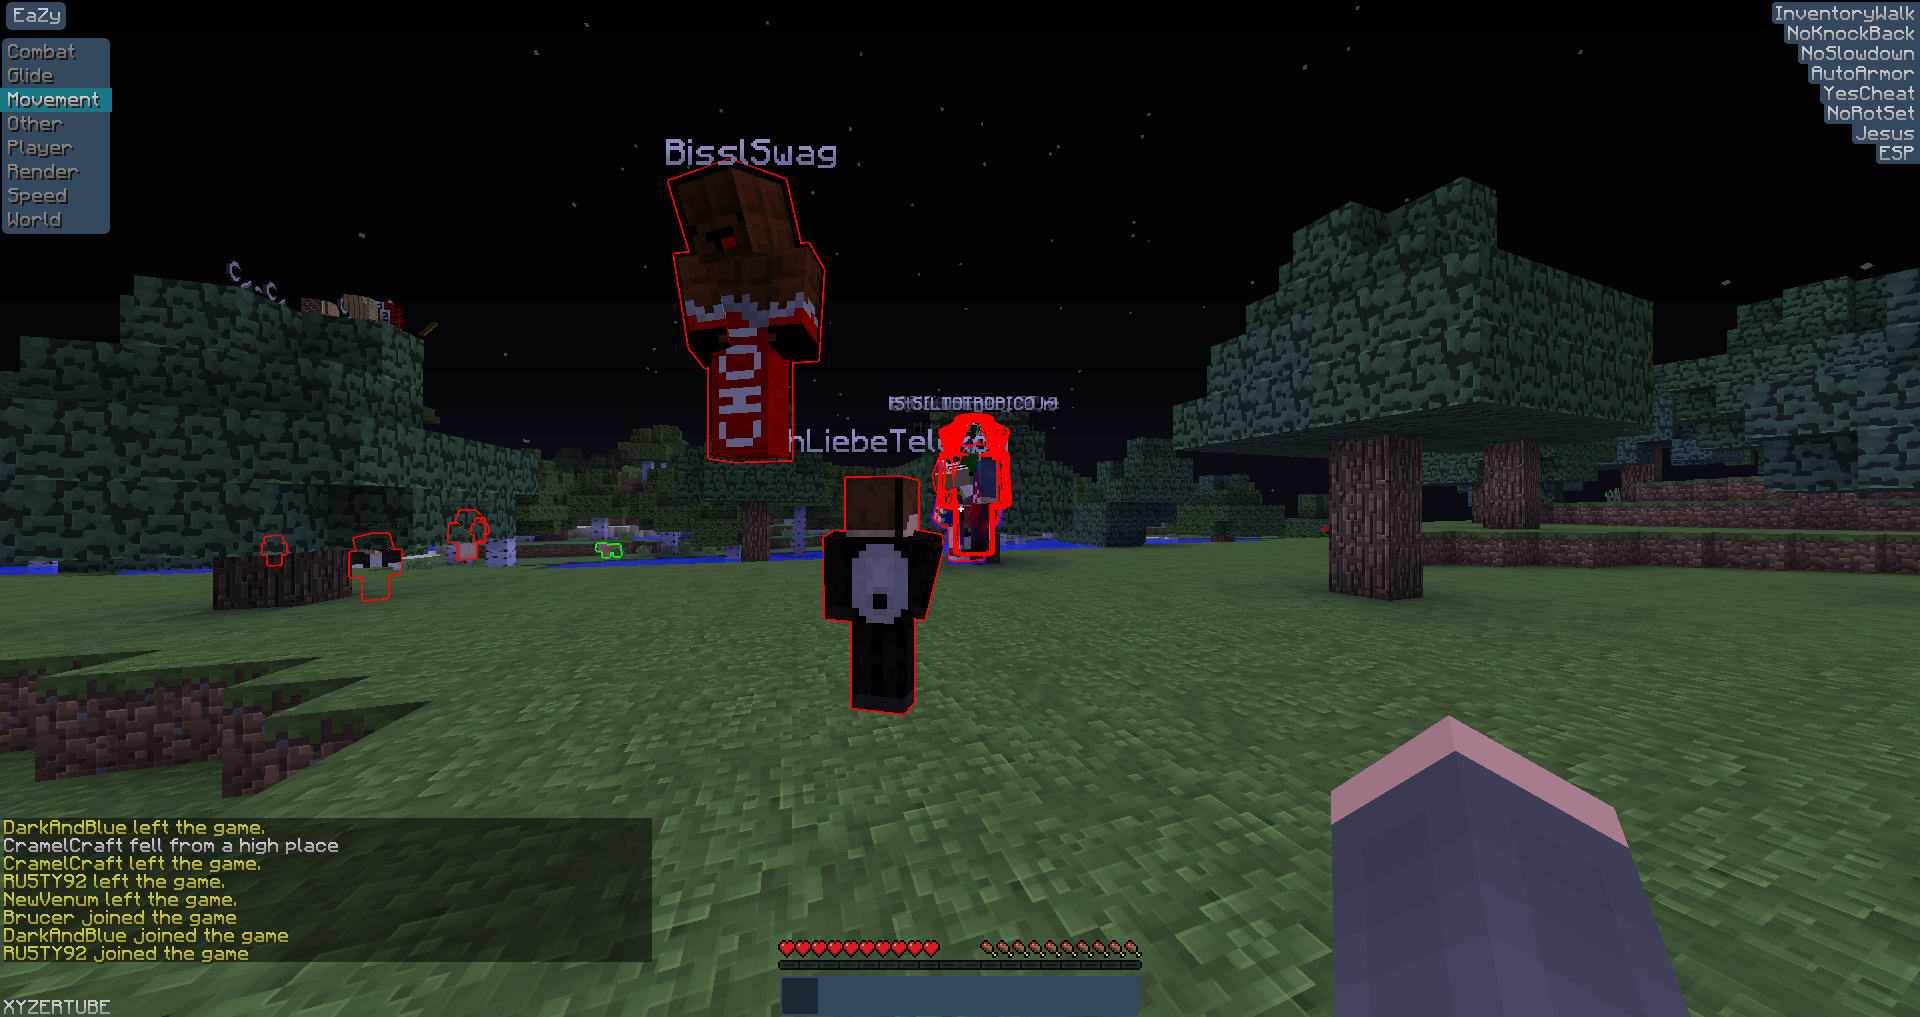 EaZy
Combat
Glide
Movement
Other
Player
Render
Speed
World
InventoryWalk
NoKnockBack
NoSlowdown
AutoArmor
YesCheat
NoRotSet
Jesus
ESP
BisslSwag
CHOC
DarkAndBlue left the game.
CramelCraft fell from a high place
CramelCraft left the game.
RU5TY92 left the game.
NewVenum left the game.
Brucer joined the game
DarkAndBlue joined the game
RU5TY92 joined the game
XYZERTUBE